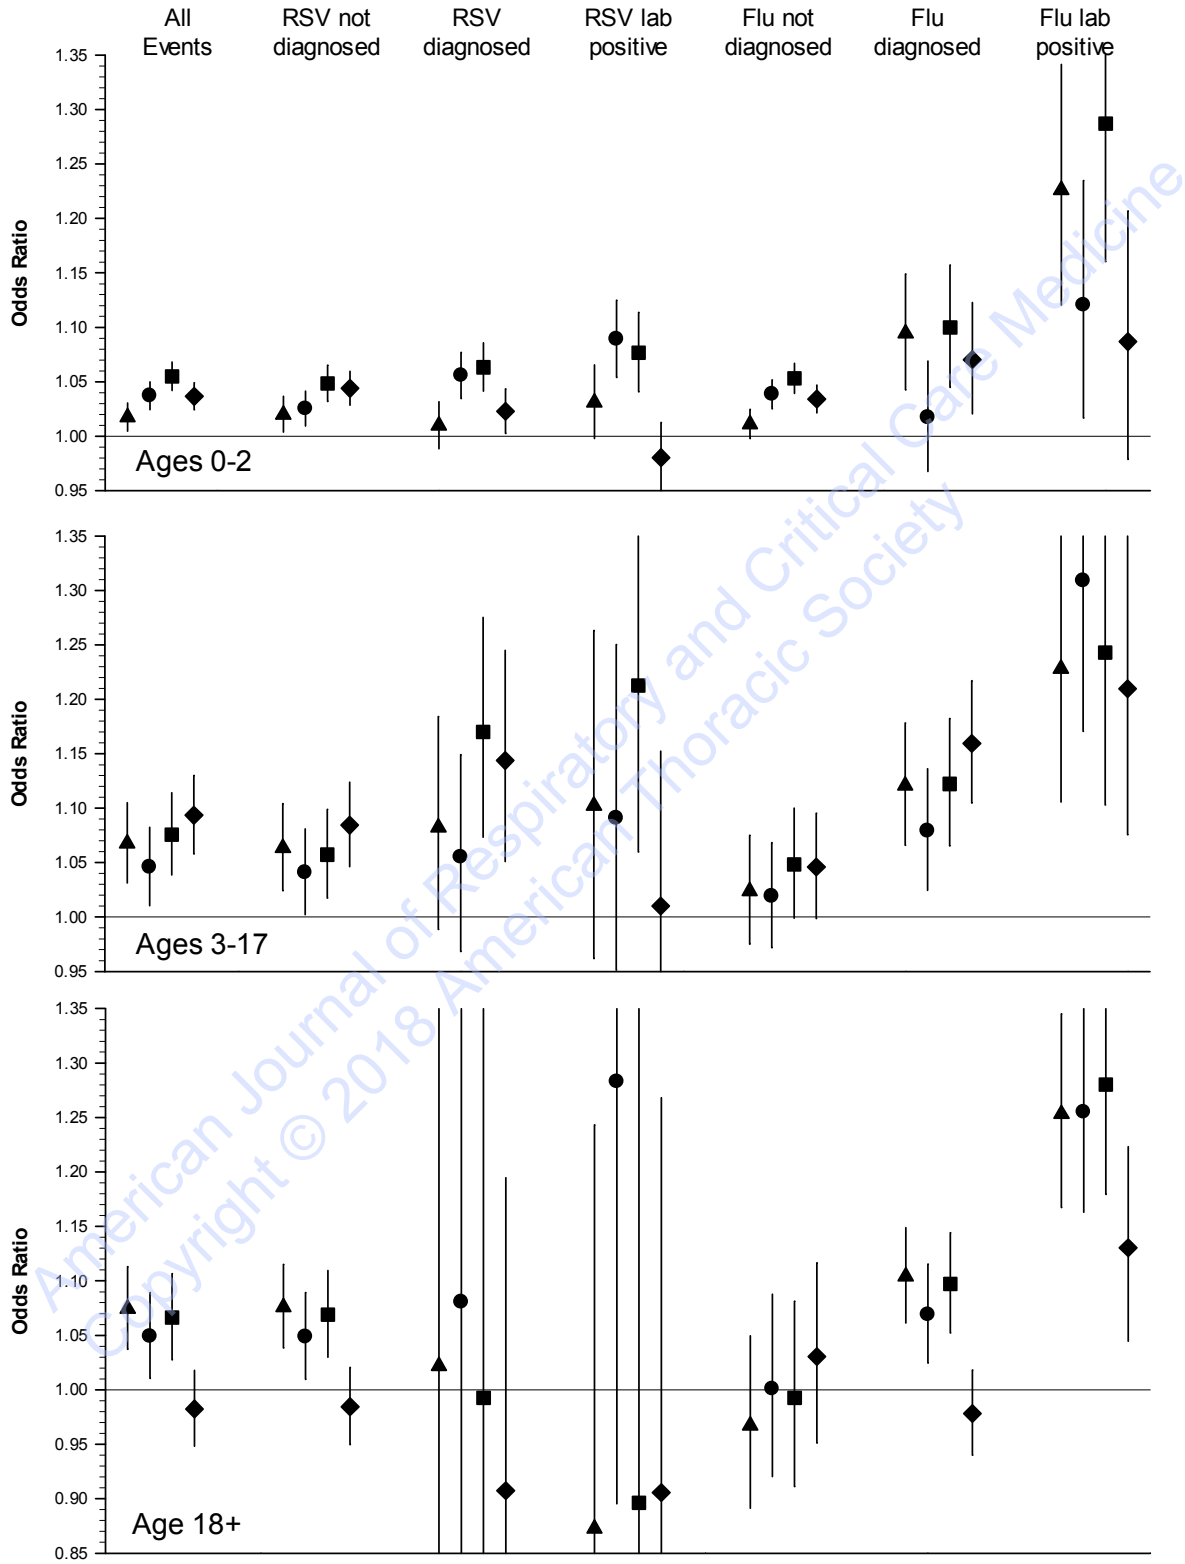 All RSV not RSV RSV lab Flu not Flu Flu lab
Events diagnosed diagnosed positive diagnosed diagnosed positive
1.35
1.30
1.25
1.20
1.15
1.10
1.05
1.00
0.95
Odds Ratio
Ages 0-2
1.35
1.30
1.25
1.20
1.15
1.10
1.05
1.00
0.95
Odds Ratio
Ages 3-17
1.35
1.30
1.25
1.20
1.15
1.10
1.05
1.00
0.95
0.90
0.85
Odds Ratio
Age 18+
American Journal of Respiratory and Critical Care Medicine
Copyright © 2018 American Thoracic Society